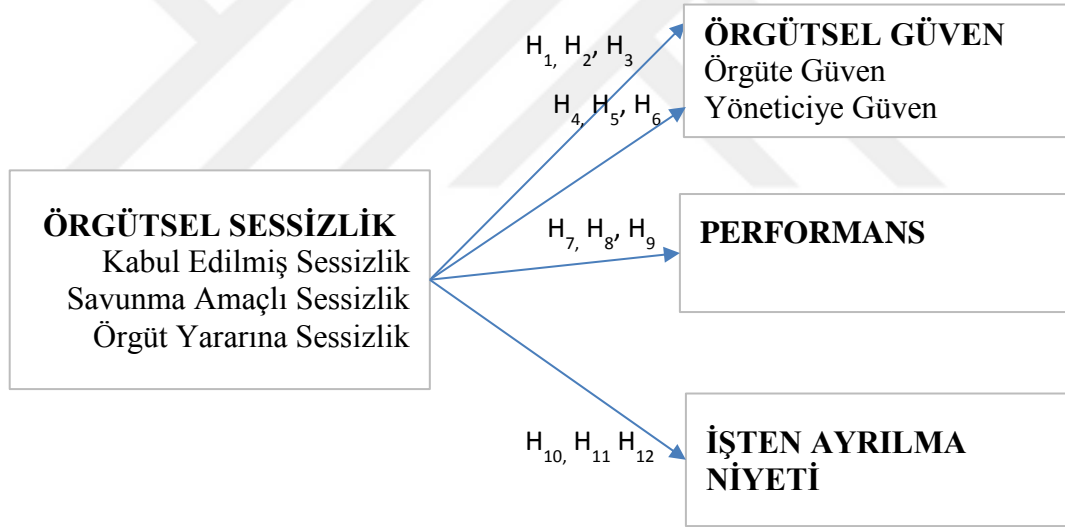 ÖRGÜTSEL SESSİZLİK
Kabul Edilmiş Sessizlik
Savunma Amaçlı Sessizlik
Örgüt Yararına Sessizlik
H1, H2, H3
H4, H5, H6
ÖRGÜTSEL GÜVEN
Örgüte Güven
Yöneticiye Güven
H7, H8, H9
PERFORMANS
H10, H11 H12
İŞTEN AYRILMA
NİYETİ